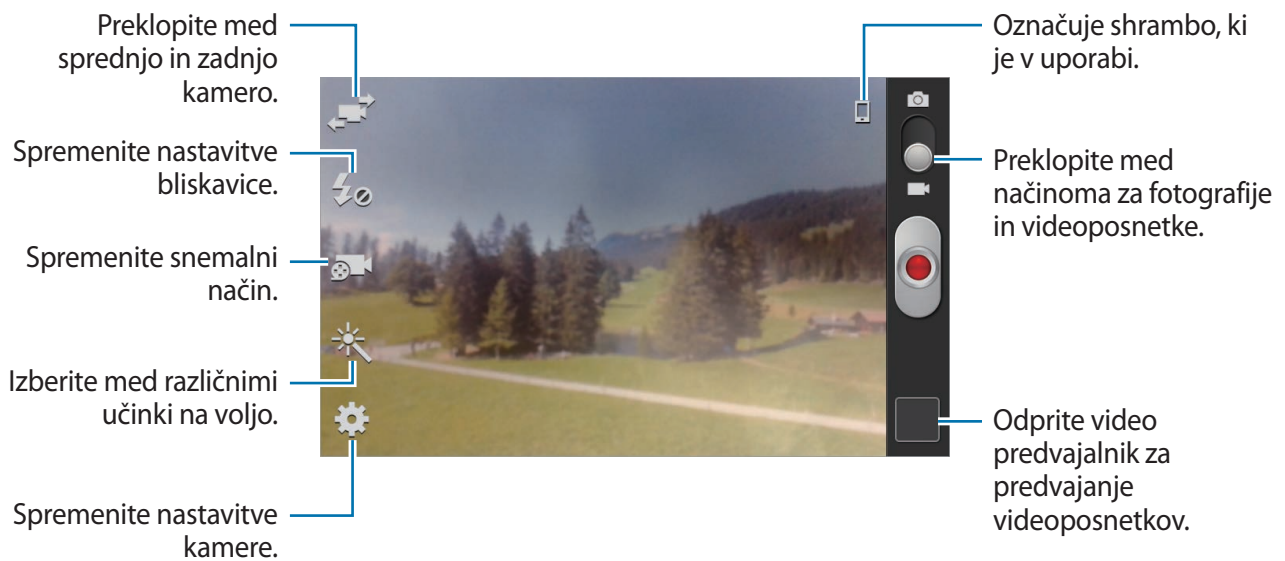 Preklopite med
sprednjo in zadnjo
kamero.
Spremenite nastavitve
bliskavice.
Spremenite snemalni
način.
Izberite med različnimi
učinki na voljo.
Spremenite nastavitve
kamere.
Označuje shrambo, ki
je v uporabi.
Preklopite med
načinoma za fotografije
in videoposnetke.
Odprite video
predvajalnik za
predvajanje
videoposnetkov.